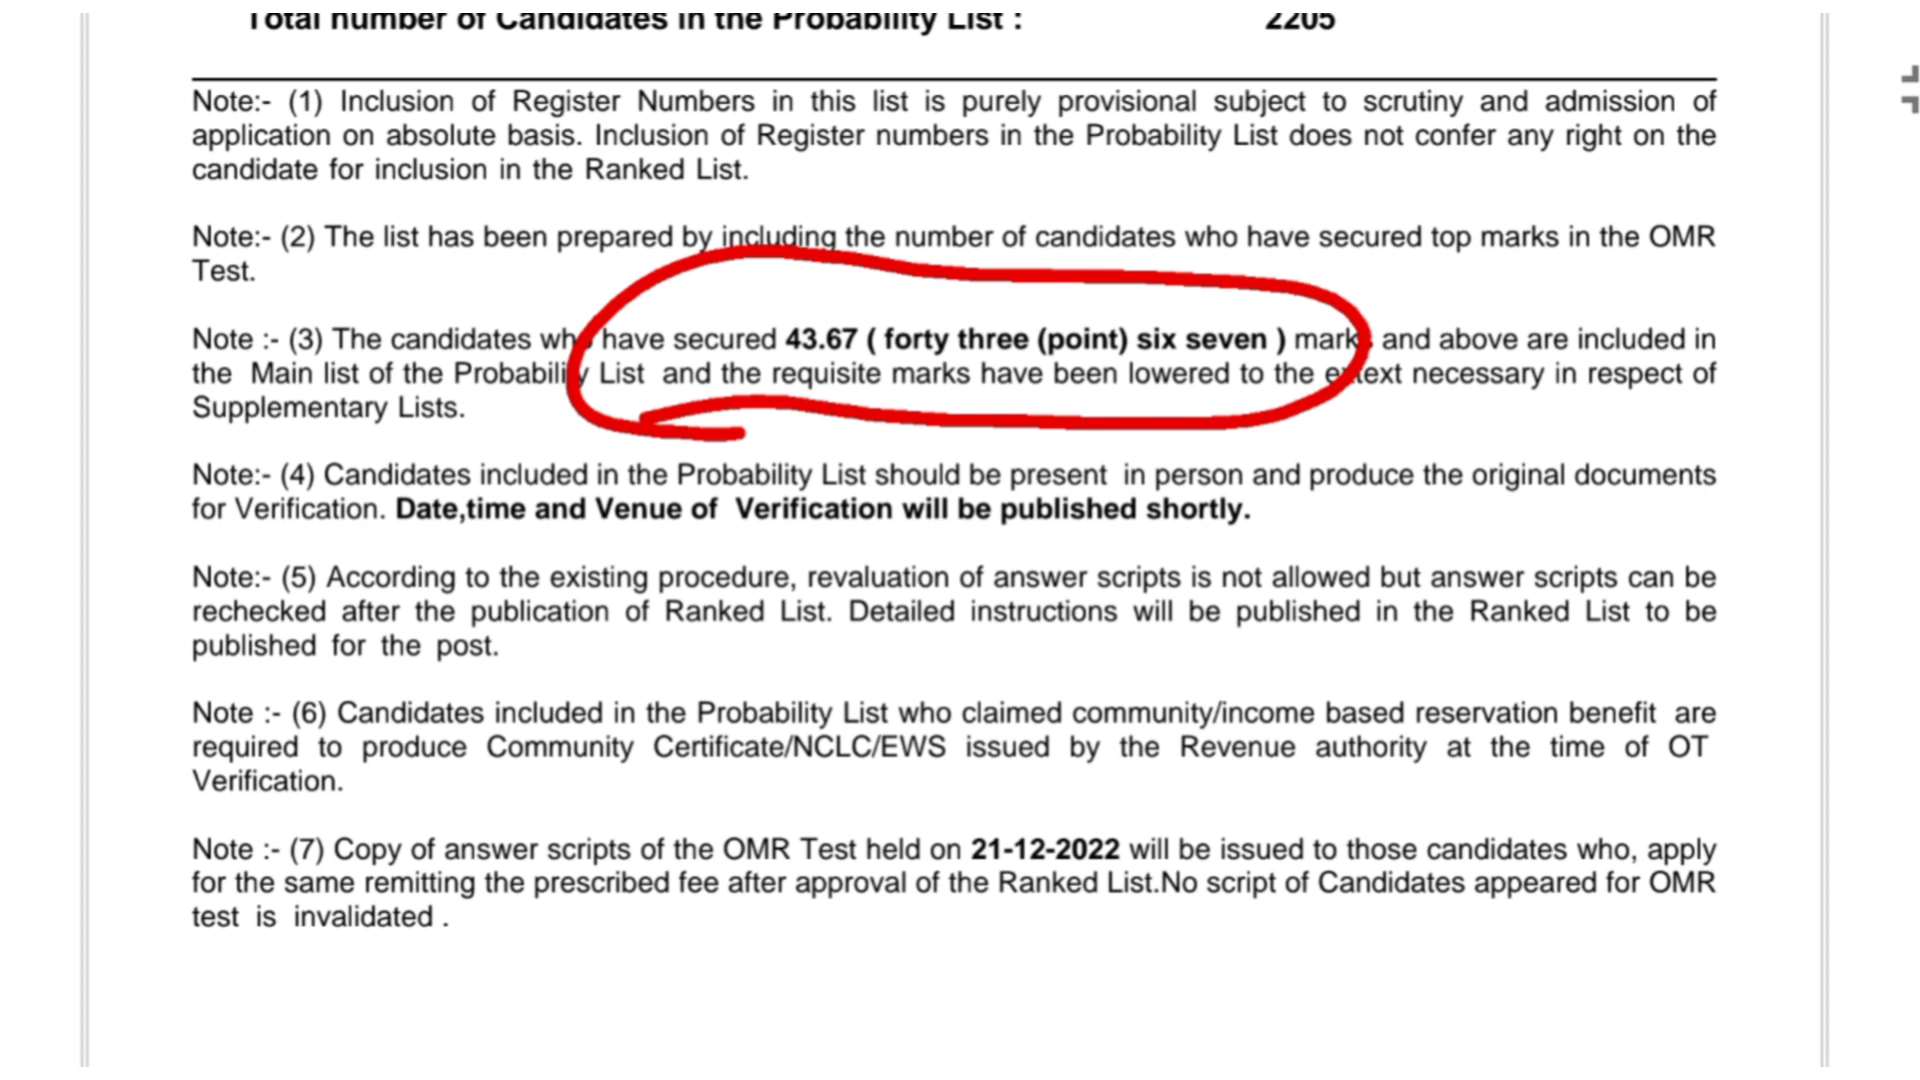 Total number of Candidates in the Probability List : 2205
Note:- (1) Inclusion of Register Numbers in this list is purely provisional subject to scrutiny and admission of
application on absolute basis. Inclusion of Register numbers in the Probability List does not confer any right on the
candidate for inclusion in the Ranked List.
Note:- (2) The list has been prepared by including the number of candidates who have secured top marks in the OMR
Test.
Note :- (3) The candidates who have secured 43.67 ( forty three (point) six seven ) marks and above are included in
the Main list of the Probability List and the requisite marks have been lowered to the extext necessary in respect of
Supplementary Lists.
Note:- (4) Candidates included in the Probability List should be present in person and produce the original documents
for Verification. Date,time and Venue of Verification will be published shortly.
Note:- (5) According to the existing procedure, revaluation of answer scripts is not allowed but answer scripts can be
rechecked after the publication of Ranked List. Detailed instructions will be published in the Ranked List to be
published for the post.
Note :- (6) Candidates included in the Probability List who claimed community/income based reservation benefit are
required to produce Community Certificate/NCLC/EWS issued by the Revenue authority at the time of OT
Verification.
Note :- (7) Copy of answer scripts of the OMR Test held on 21-12-2022 will be issued to those candidates who, apply
for the same remitting the prescribed fee after approval of the Ranked List.No script of Candidates appeared for OMR
test is invalidated .